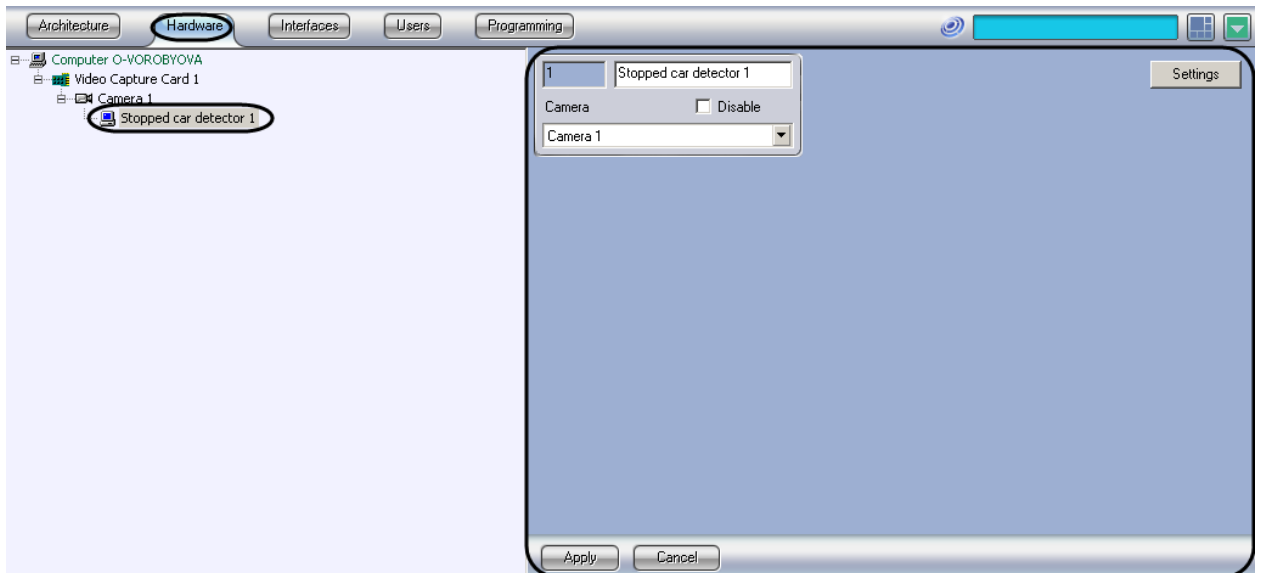 Architecture Hardware Interfaces Users Programming
Computer O-VOROBYOVA
Video Capture Card 1
Camera 1
Stopped car detector 1
1 Stopped car detector 1 Settings
Camera Disable
Camera 1
Apply Cancel